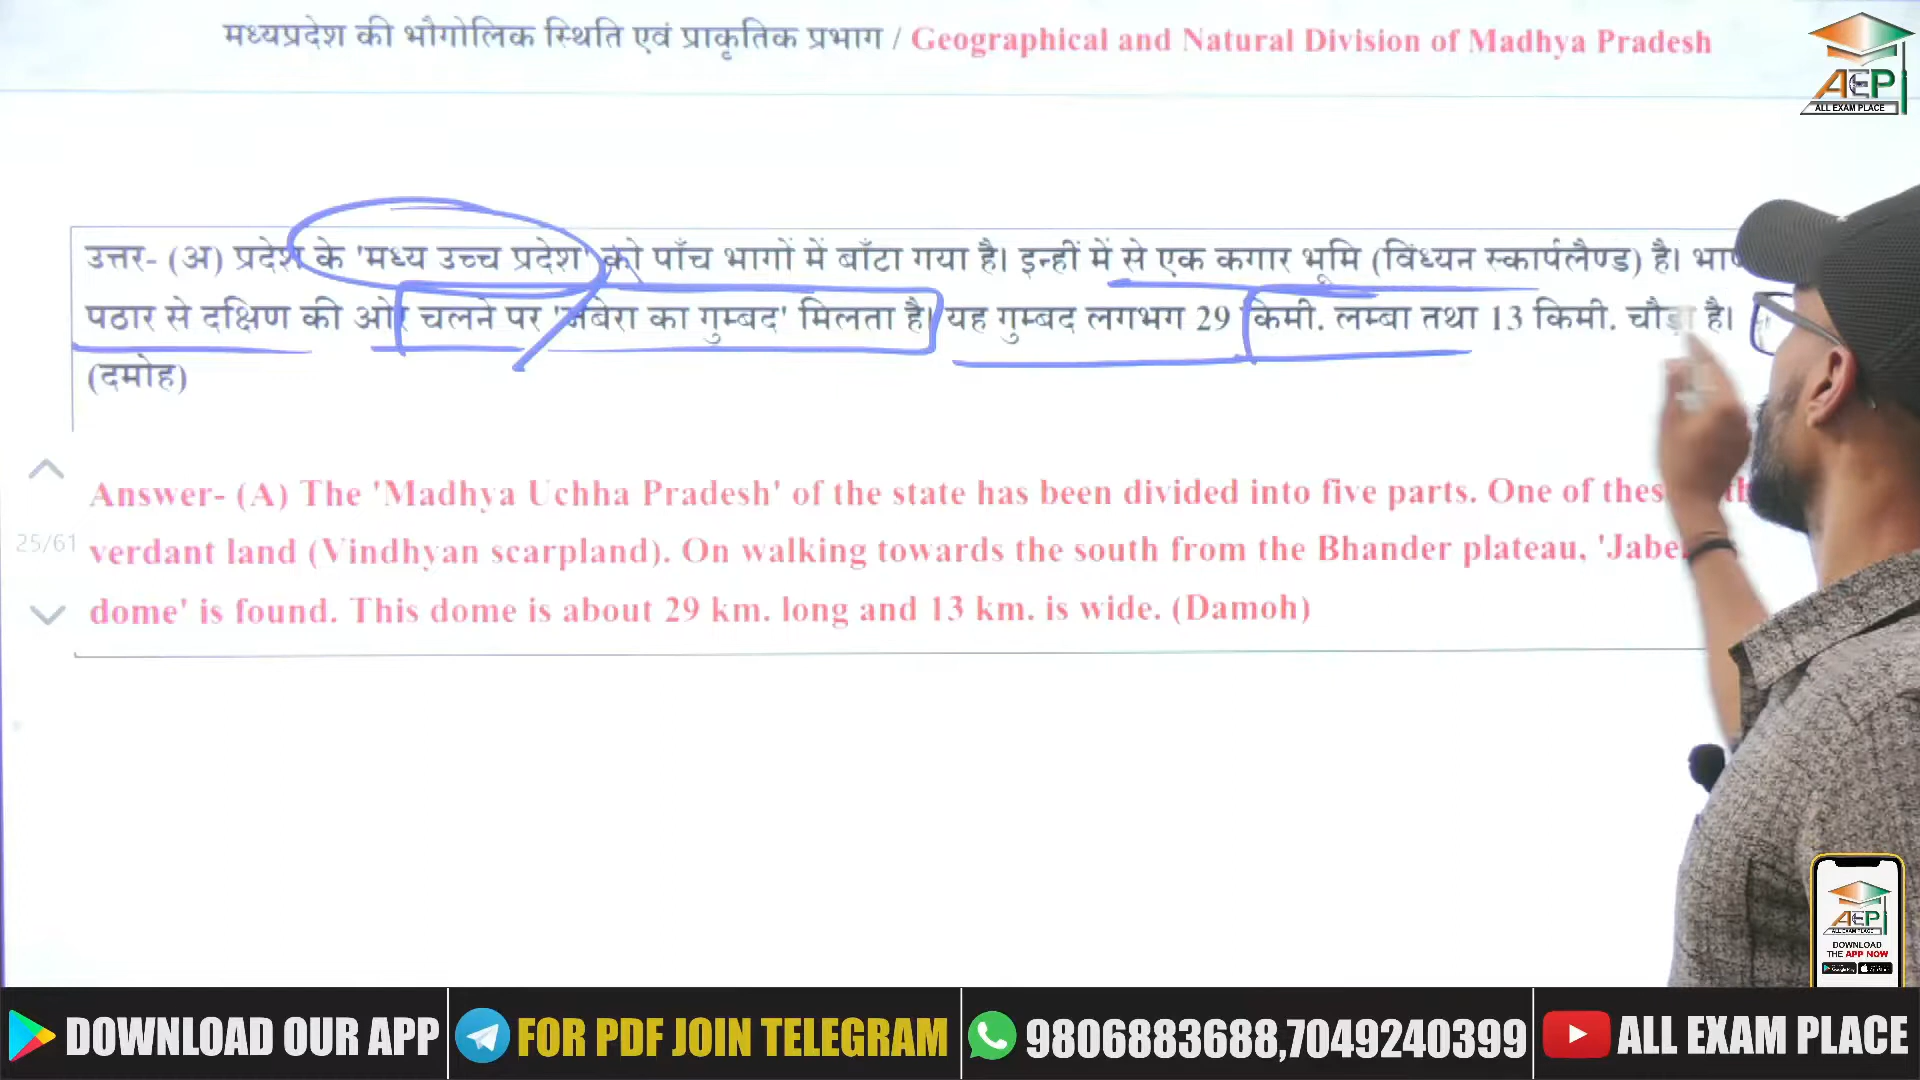 मध्यप्रदेश की भौगोलिक स्थिति एवं प्राकृतिक प्रभाग / Geographical and Natural Division of Madhya Pradesh
AEP
ALL EXAM PLACE
उत्तर- (अ) प्रदेश के 'मध्य उच्च प्रदेश' को पाँच भागों में बाँटा गया है। इन्हीं में से एक कगार भूमि (विंध्यन स्कार्पलैण्ड) है।
पठार से दक्षिण की ओर चलने पर 'जबेरा का गुम्बद' मिलता है। यह गुम्बद लगभग 29 किमी. लम्बा तथा 13 किमी. चौड़ा है।
(दमोह)
Answer- (A) The 'Madhya Uchha Pradesh' of the state has been divided into five parts. One of
25/61
verdant land (Vindhyan scarpland). On walking towards the south from the Bhander plateau,
dome' is found. This dome is about 29 km. long and 13 km. is wide. (Damoh)
AEP
ALL EXAM PLACE
DOWNLOAD
THE APP NOW
DOWNLOAD OUR APP
FOR PDF JOIN TELEGRAM
9806883688,7049240399
ALL EXAM PLACE